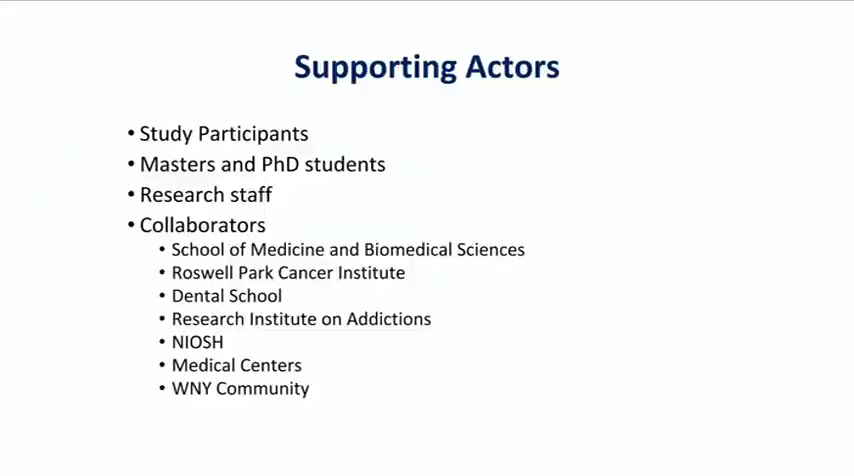 Supporting Actors
• Study Participants
• Masters and PhD students
• Research staff
• Collaborators
• School of Medicine and Biomedical Sciences
• Roswell Park Cancer Institute
• Dental School
• Research Institute on Addictions
• NIOSH
• Medical Centers
• WNY Community